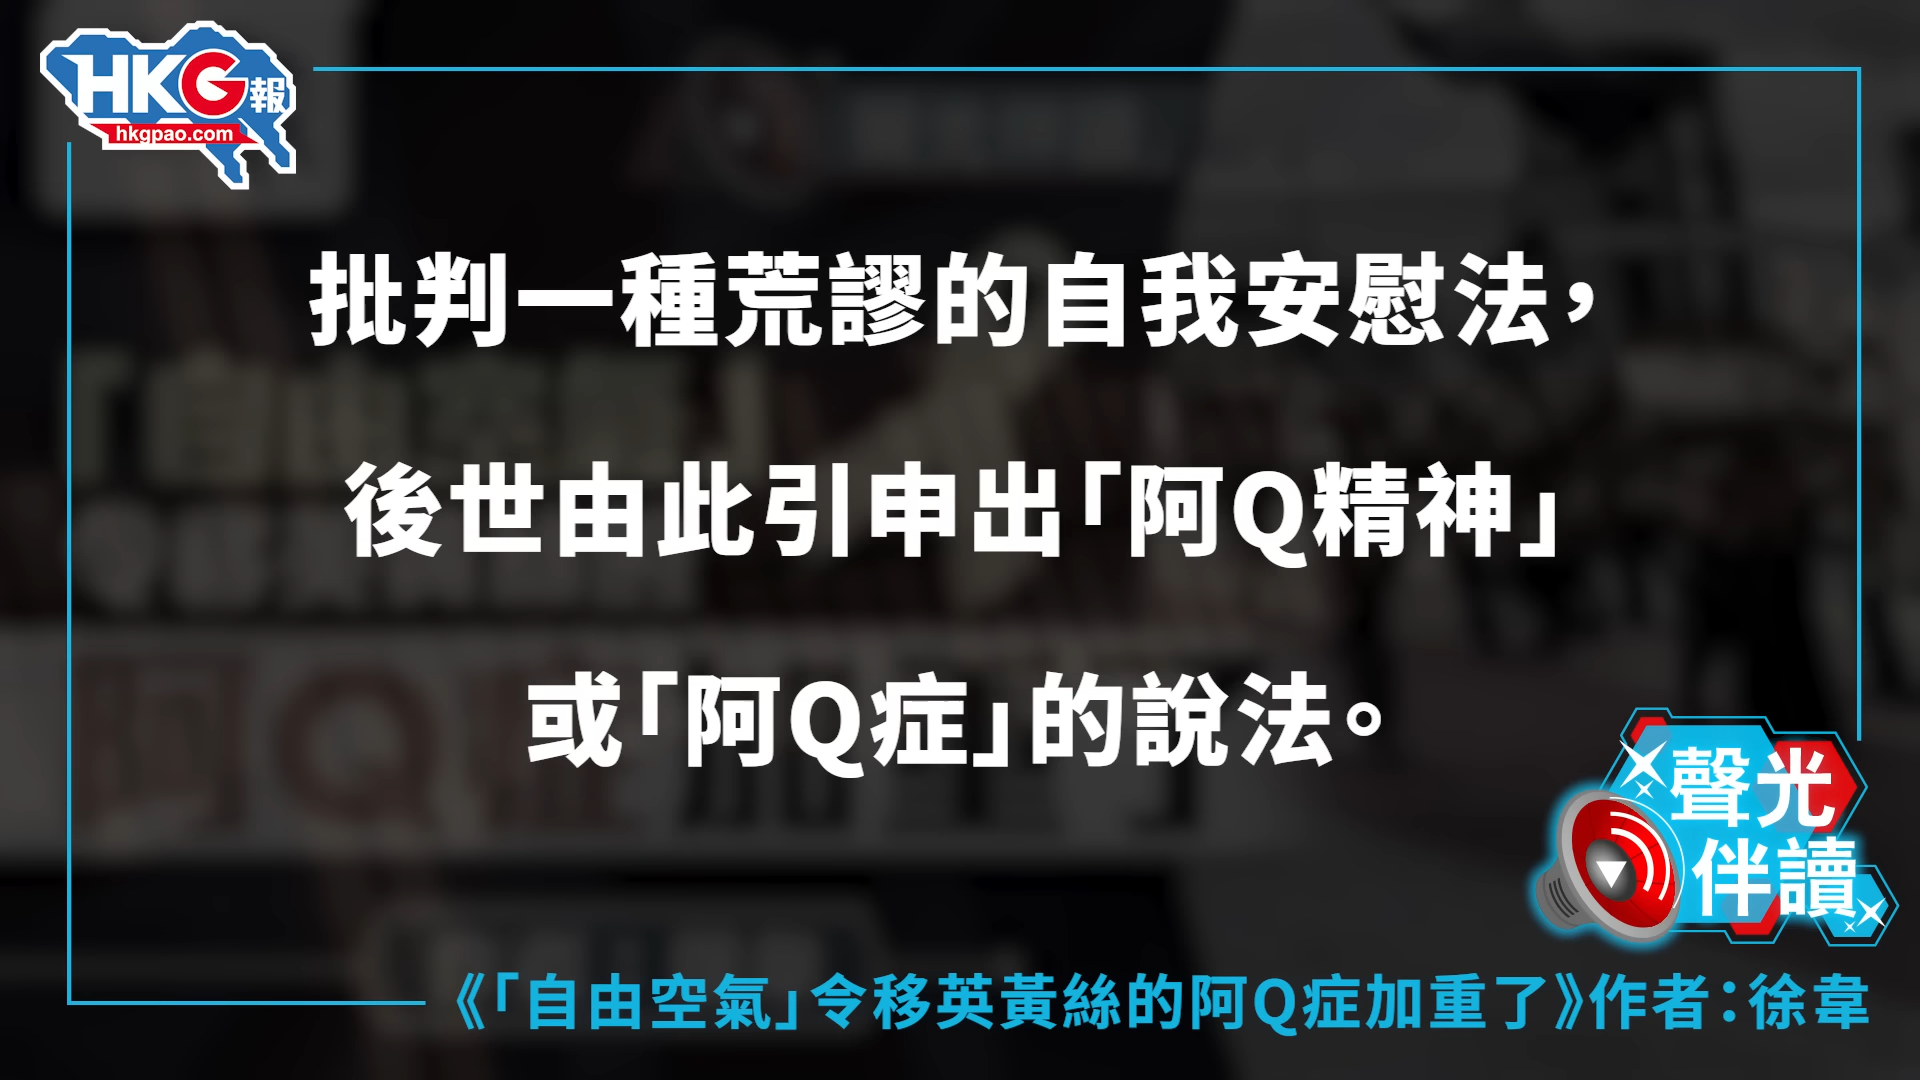 HKG報
hkgpao.com
批判一種荒謬的自我安慰法，
後世由此引申出「阿Q精神」
或「阿Q症」的說法。
聲光
伴讀
《「自由空氣」令移英黃絲的阿Q症加重了》作者：徐韋